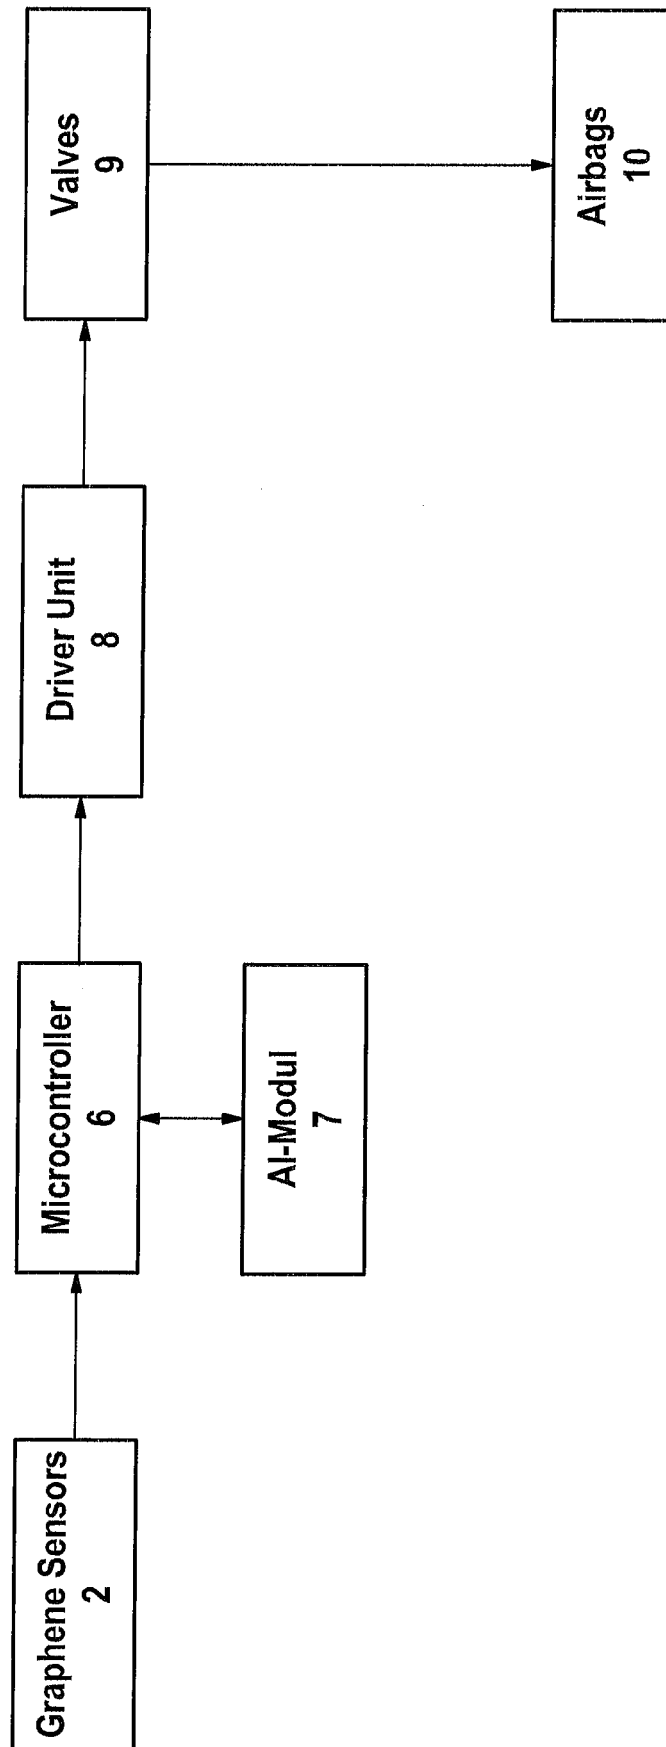 Graphene Sensors
2
Microcontroller
6
AI-Modul
7
Driver Unit
8
Valves
9
Airbags
10